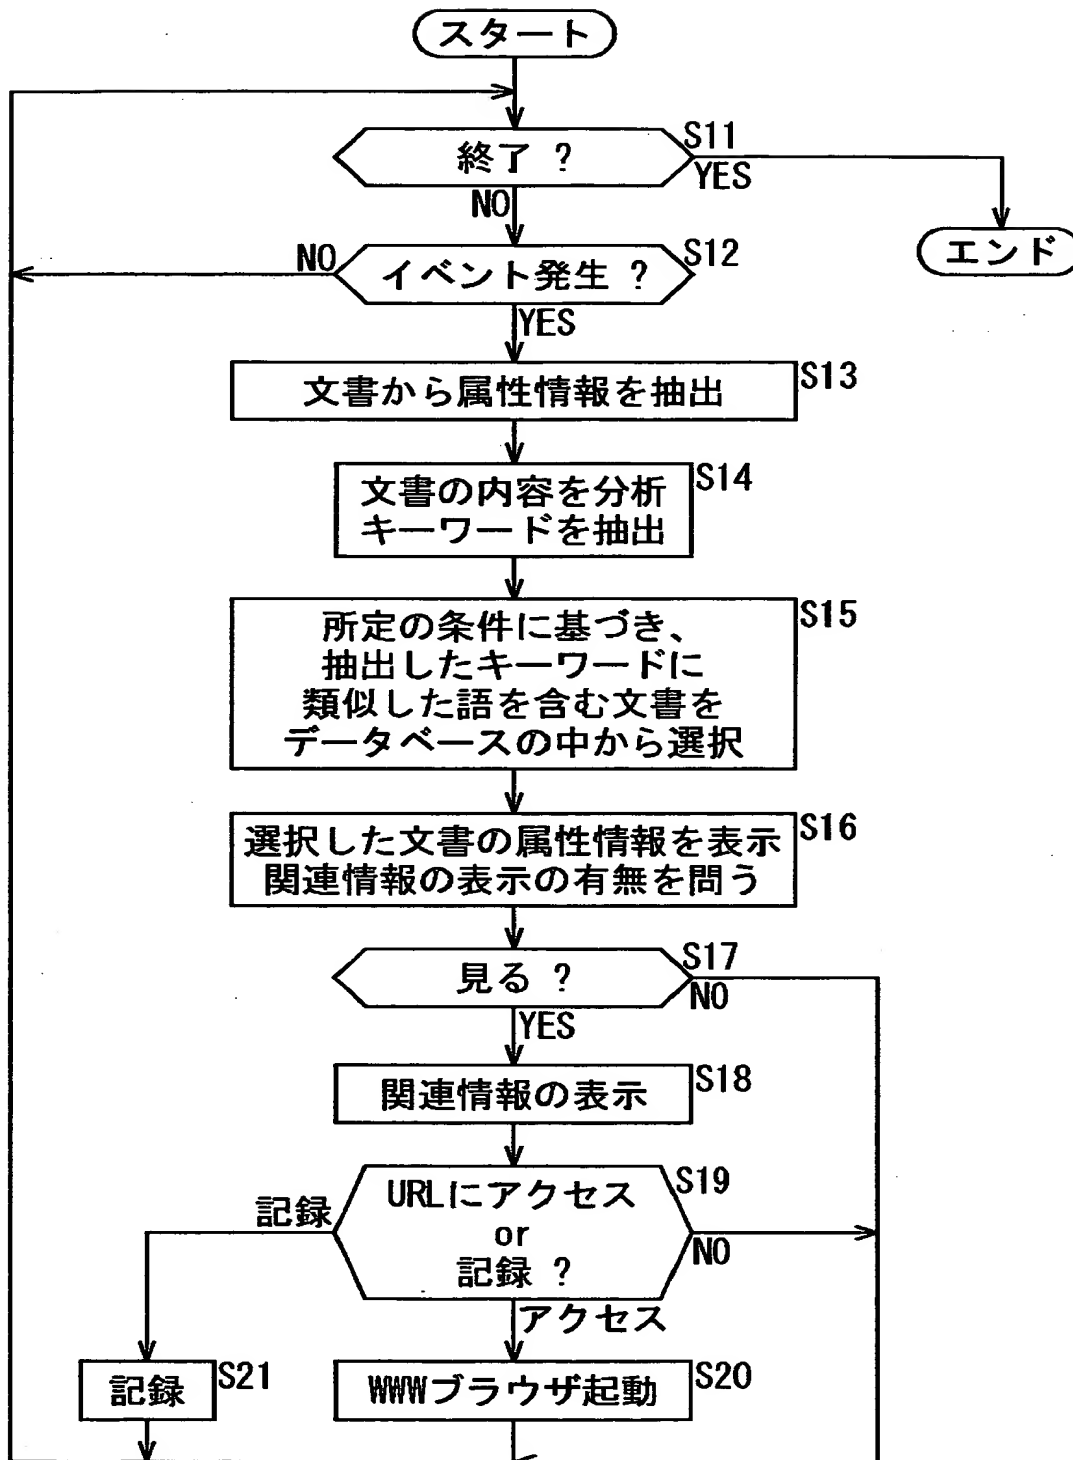 スタート
終了 ?
S11
YES
NO
エンド
イベント発生 ?
S12
NO
YES
文書から属性情報を抽出
S13
文書の内容を分析
キーワードを抽出
S14
所定の条件に基づき、
抽出したキーワードに
類似した語を含む文書を
データベースの中から選択
S15
選択した文書の属性情報を表示
関連情報の表示の有無を問う
S16
見る ?
S17
NO
YES
関連情報の表示
S18
URLにアクセス
or
記録 ?
S19
記録
NO
アクセス
記録
S21
WWWブラウザ起動
S20